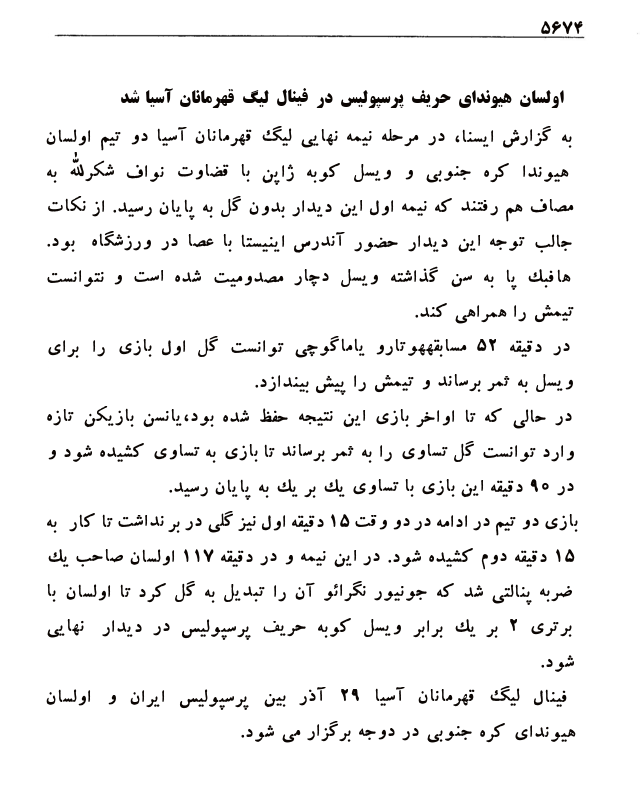 ۵۶۷۴
اولسان هیوندای حریف پرسپولیس در فینال لیگ قهرمانان آسیا شد
به گزارش ایسنا، در مرحله نیمه نهایی لیگ قهرمانان آسیا دو تیم اولسان
هیوندا کره جنوبی و ویسل کوبه ژاپن با قضاوت نواف شکرالله به
مصاف هم رفتند که نیمه اول این دیدار بدون گل به پایان رسید. از نکات
جالب توجه این دیدار حضور آندرس اینیستا با عصا در ورزشگاه بود.
هافبک پا به سن گذاشته ویسل دچار مصدومیت شده است و نتوانست
تیمش را همراهی کند.
در دقیقه ۵۲ مسابقههوتارو یاماگوچی توانست گل اول بازی را برای
ویسل به ثمر برساند و تیمش را پیش بیندازد.
در حالی که تا اواخر بازی این نتیجه حفظ شده بود،یانسن بازیکن تازه
وارد توانست گل تساوی را به ثمر برساند تا بازی به تساوی کشیده شود و
در ۹۰ دقیقه این بازی با تساوی یک بر یک به پایان رسید.
بازی دو تیم در ادامه در دو وقت ۱۵ دقیقه اول نیز گلی در بر نداشت تا کار به
۱۵ دقیقه دوم کشیده شود. در این نیمه و در دقیقه ۱۱۷ اولسان صاحب یک
ضربه پنالتی شد که جونیور نگرائو آن را تبدیل به گل کرد تا اولسان با
برتری ۲ بر یک برابر ویسل کوبه حریف پرسپولیس در دیدار نهایی
شود.
فینال لیگ قهرمانان آسیا ۲۹ آذر بین پرسپولیس ایران و اولسان
هیوندای کره جنوبی در دوجه برگزار می شود.